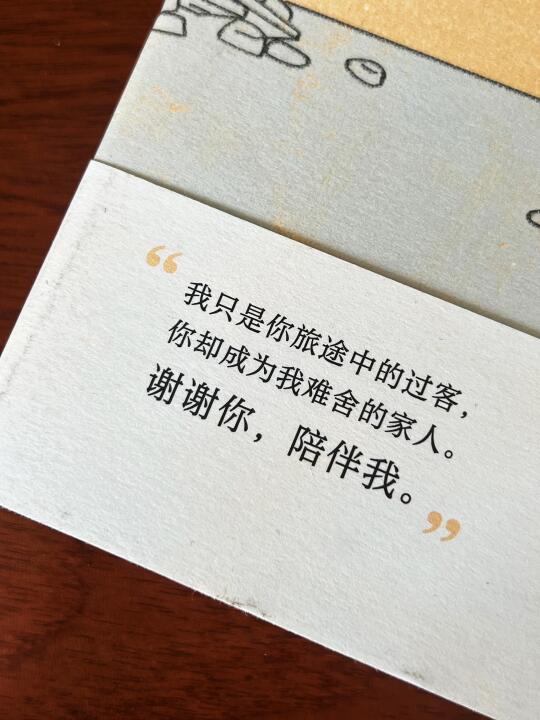 “
我只是你旅途中的过客，
你却成为我难舍的家人。
谢谢你，陪伴我。
”